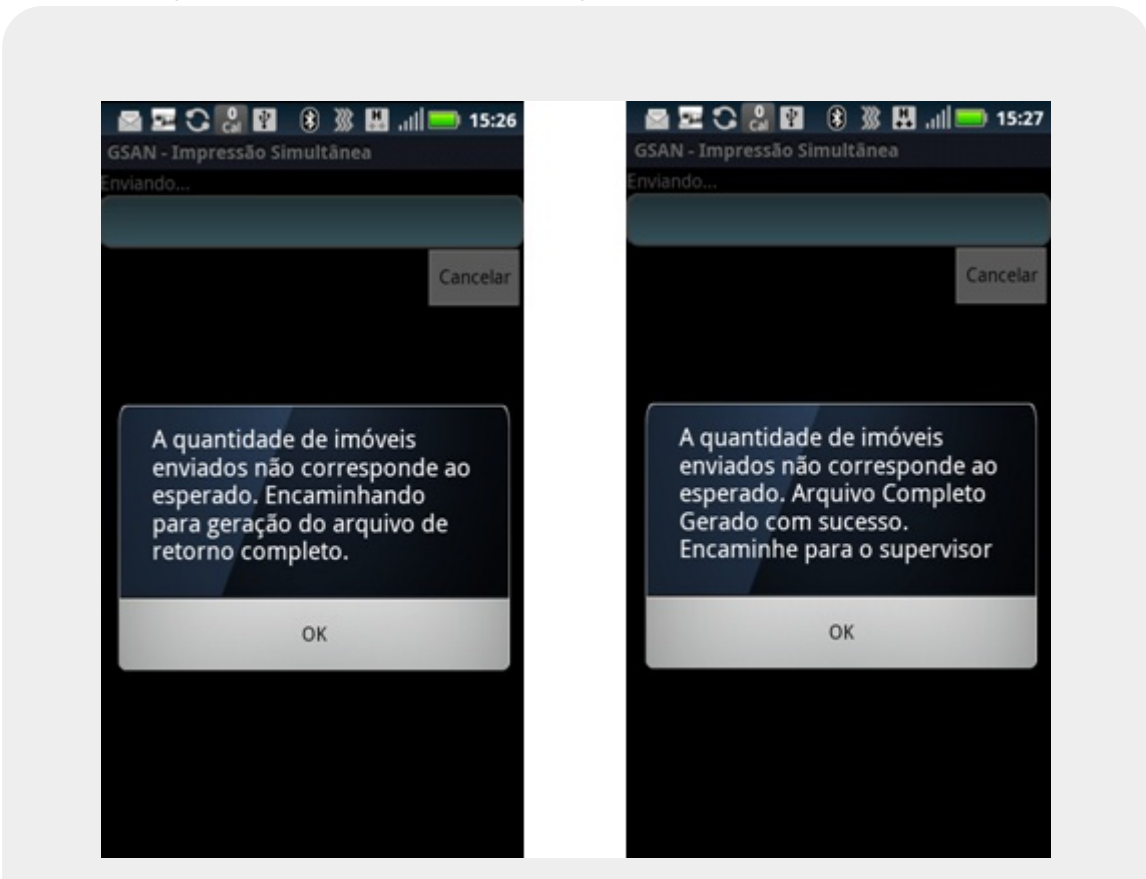 15:26
GSAN - Impressão Simultânea
Enviando...
Cancelar
A quantidade de imóveis
enviados não corresponde ao
esperado. Encaminhando
para geração do arquivo de
retorno completo.
OK
15:27
GSAN - Impressão Simultânea
Enviando...
Cancelar
A quantidade de imóveis
enviados não corresponde ao
esperado. Arquivo Completo
Gerado com sucesso.
Encaminhe para o supervisor
OK